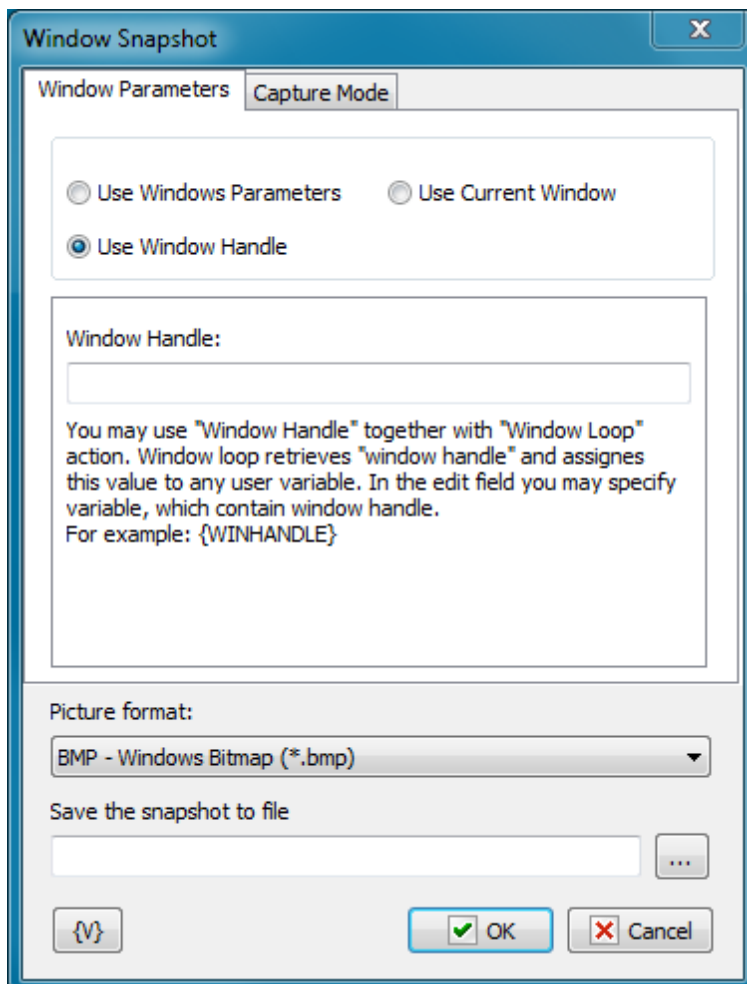 Window Snapshot
Window Parameters
Capture Mode
Use Windows Parameters
Use Current Window
Use Window Handle
Window Handle:
You may use "Window Handle" together with "Window Loop"
action. Window loop retrieves "window handle" and assignes
this value to any user variable. In the edit field you may specify
variable, which contain window handle.
For example: {WINHANDLE}
Picture format:
BMP - Windows Bitmap (*.bmp)
Save the snapshot to file
...
{V}
OK
Cancel